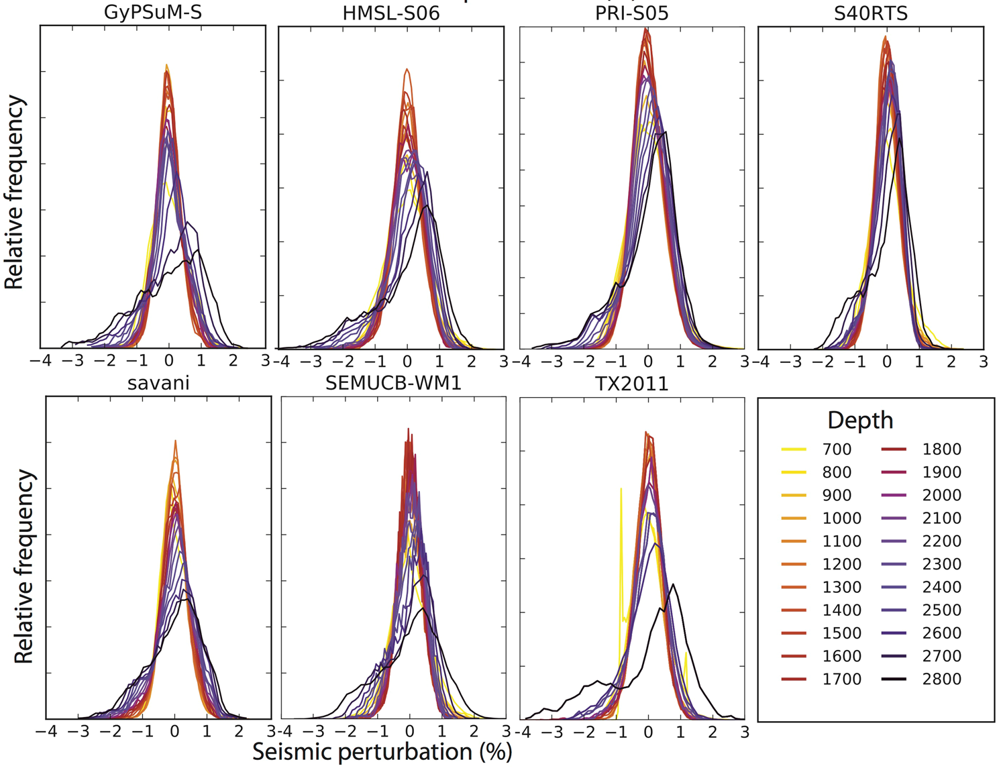 GyPSuM-S HMSL-S06 PRI-S05 S40RTS
Relative frequency
−4 −3 −2 −1 0 1 2 3 −4 −3 −2 −1 0 1 2 3 −4 −3 −2 −1 0 1 2 3 −4 −3 −2 −1 0 1 2 3
savani SEMUCB-WM1 TX2011
Relative frequency
−4 −3 −2 −1 0 1 2 3 −4 −3 −2 −1 0 1 2 3 −4 −3 −2 −1 0 1 2 3
Seismic perturbation (%)
Depth
700 1800
800 1900
900 2000
1000 2100
1100 2200
1200 2300
1300 2400
1400 2500
1500 2600
1600 2700
1700 2800